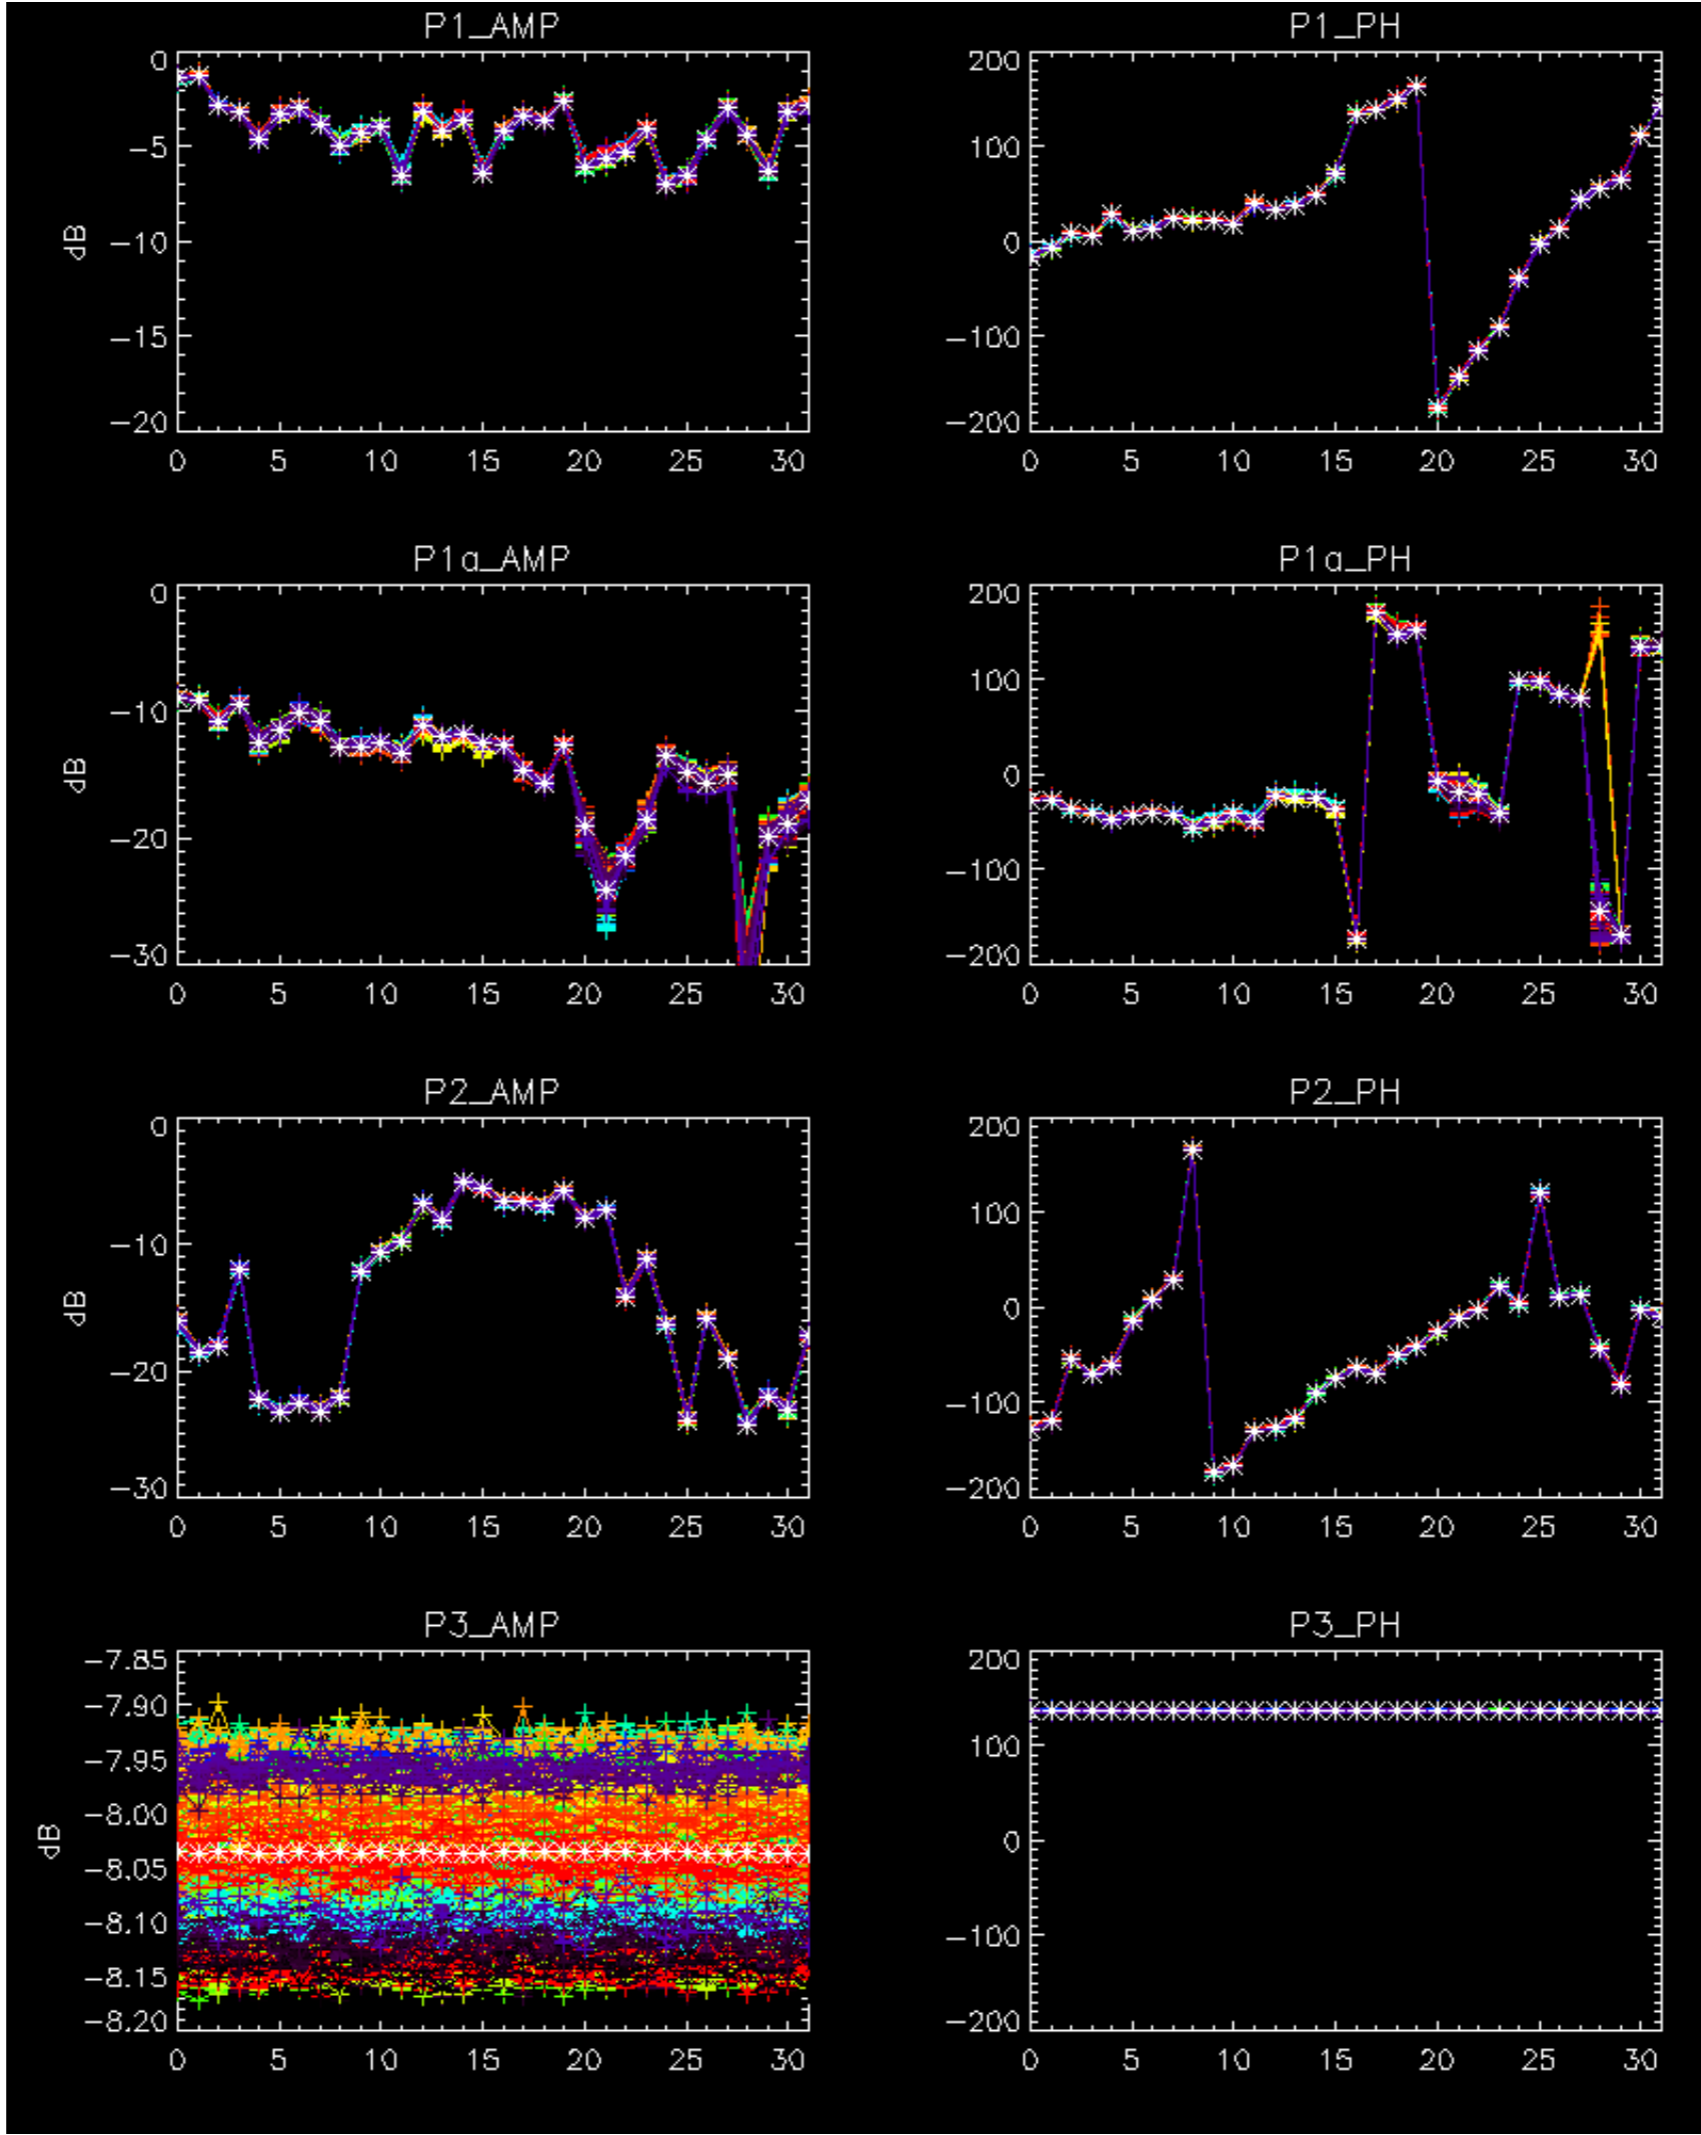 P1_AMP P1_PH
0 200
-5 100
dB -10 0
-15 -100
-20 -200
0 5 10 15 20 25 30 0 5 10 15 20 25 30
P1a_AMP P1a_PH
0 200
-10 100
dB 0
-20 -100
-30 -200
0 5 10 15 20 25 30 0 5 10 15 20 25 30
P2_AMP P2_PH
0 200
-10 100
dB 0
-20 -100
-30 -200
0 5 10 15 20 25 30 0 5 10 15 20 25 30
P3_AMP P3_PH
-7.85 200
-7.90
-7.95 100
-8.00
dB 0
-8.05
-8.10 -100
-8.15
-8.20 -200
0 5 10 15 20 25 30 0 5 10 15 20 25 30